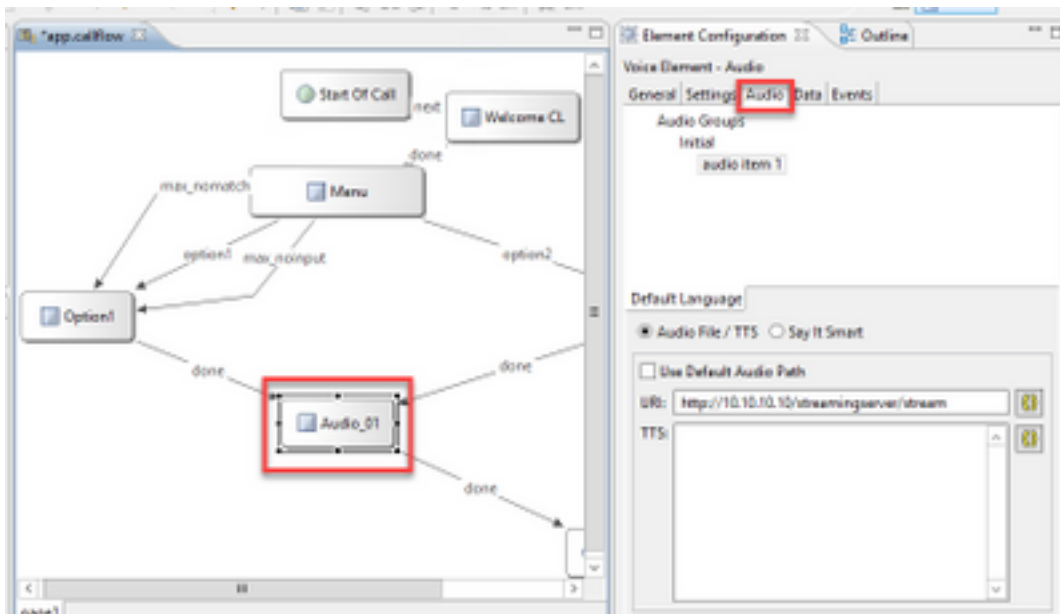 *app.callflow
Start Of Call
next
Welcome CL
done
Menu
max_nomatch
option1
max_noinput
option2
Option1
done
done
Audio_01
done
page1
Element Configuration
Outline
Voice Element - Audio
General Settings Audio Data Events
Audio Groups
Initial
audio item 1
Default Language
Audio File / TTS Say It Smart
Use Default Audio Path
URI: http://10.10.10.10/streamingserver/stream
TTS: